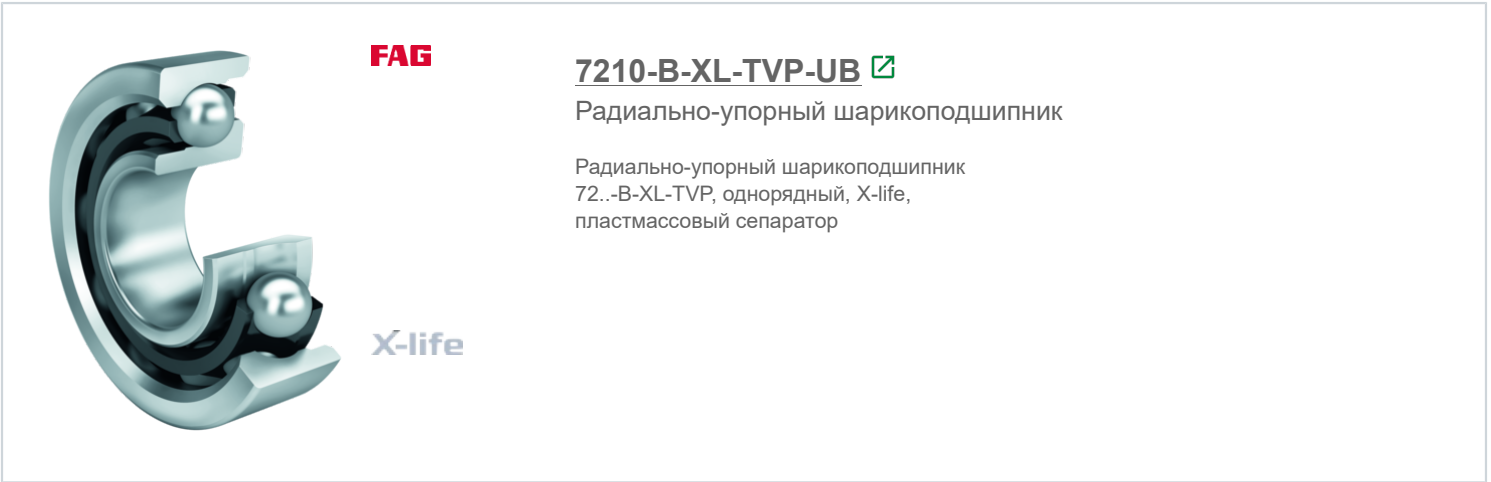 FAG
7210-B-XL-TVP-UB
Радиально-упорный шарикоподшипник
Радиально-упорный шарикоподшипник
72..-B-XL-TVP, однорядный, X-life,
пластмассовый сепаратор
X-life